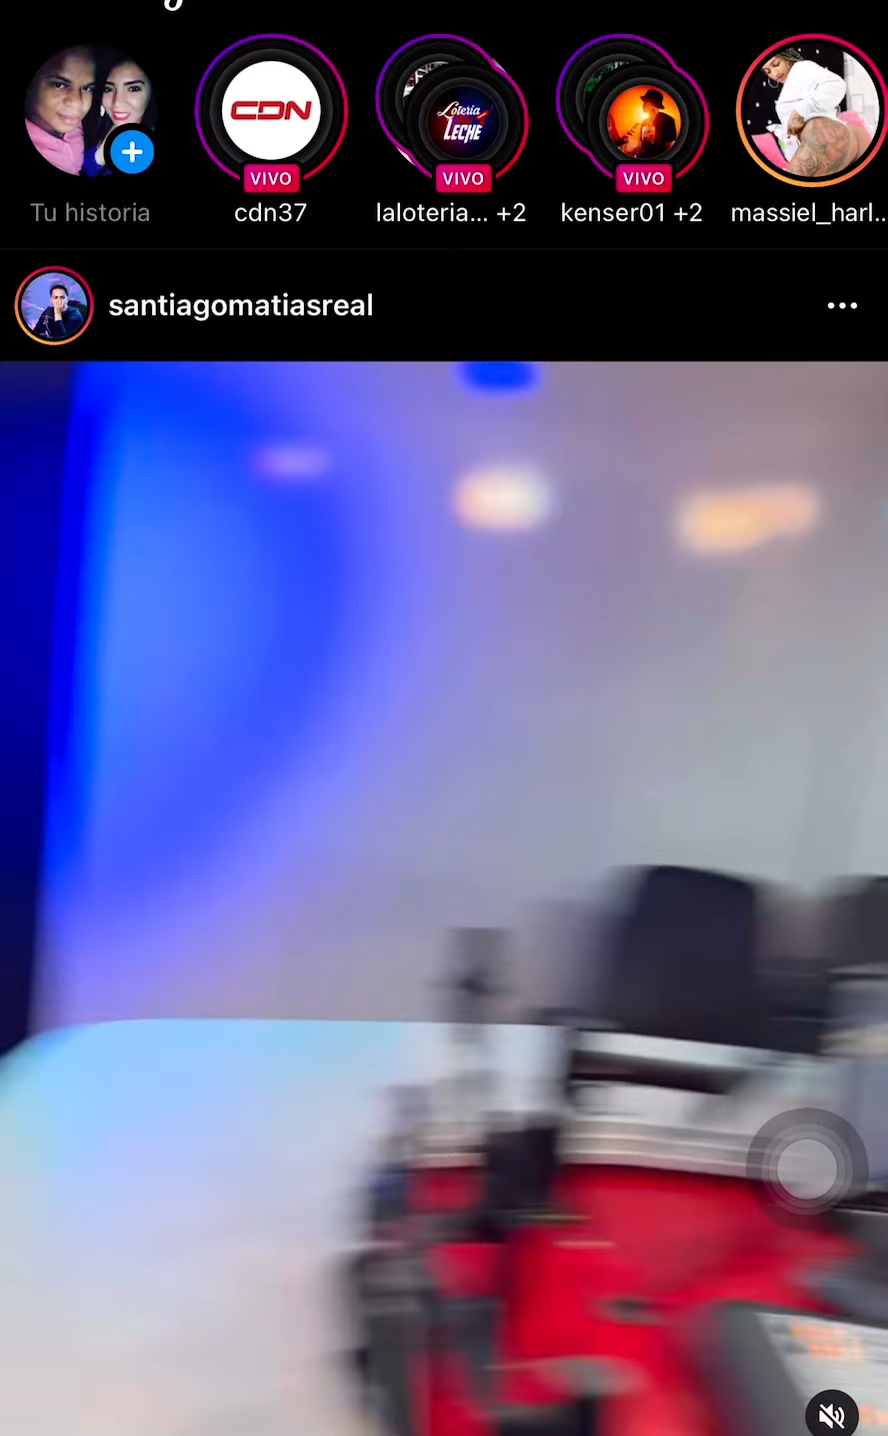 CDN
Lotería
LECHE
VIVO
VIVO
VIVO
Tu historia
cdn37
laloteria... +2
kenser01 +2
massiel_harl...
santiagomatiasreal